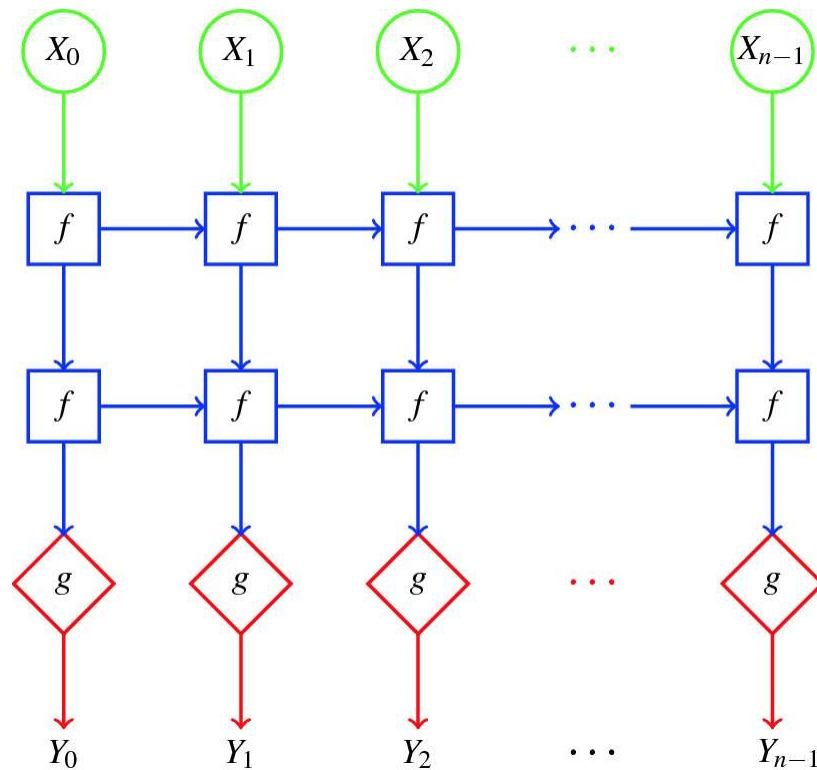 X₀ X₁ X₂ ··· Xₙ₋₁
f f f ··· f
f f f ··· f
g g g ··· g
Y₀ Y₁ Y₂ ··· Yₙ₋₁